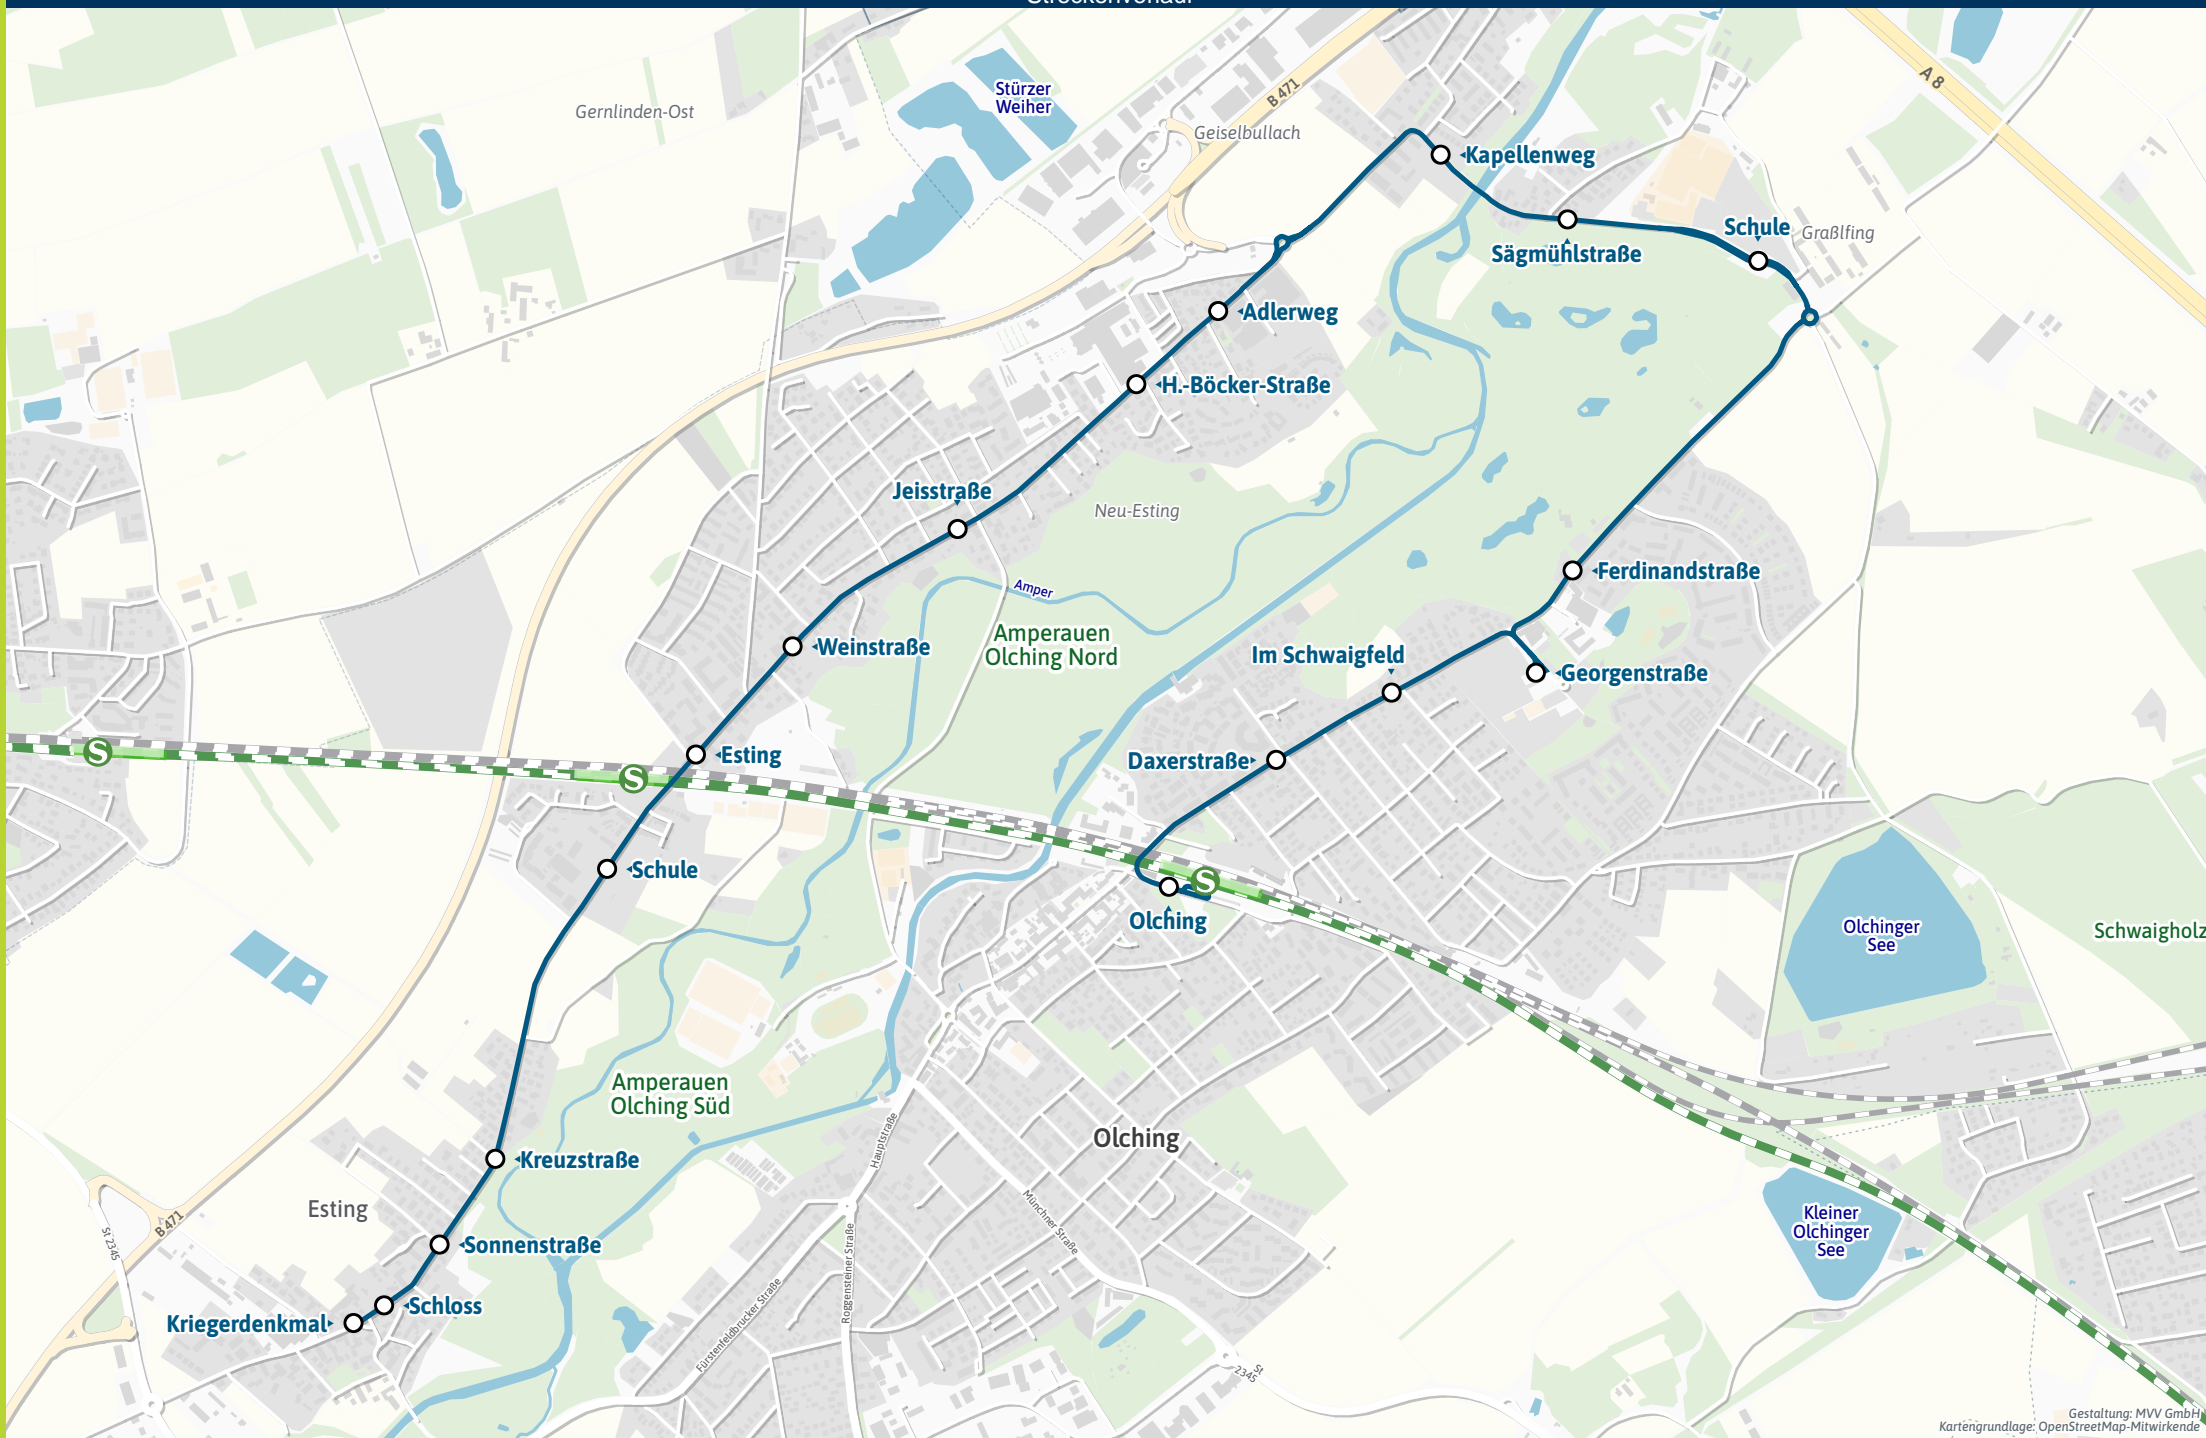 Streckenverlauf
A 8
Stürzer
Weiher
B 471
Gernlinden-Ost
Geiselbullach
Kapellenweg
Schule
Graßlfing
Sägmühlstraße
Adlerweg
H.-Böcker-Straße
Jeisstraße
Neu-Esting
Ferdinandstraße
Amper
Amperauen
Olching Nord
Weinstraße
Im Schwaigfeld
Georgenstraße
S
S
Esting
Daxerstraße
Schule
S
Olching
Olchinger
See
Schwaigholz
Amperauen
Olching Süd
Hauptstraße
Olching
Kreuzstraße
Esting
B 471
St 2345
Münchner Straße
Kleiner
Olchinger
See
Sonnenstraße
Roggensteiner Straße
Fürstenfeldbrucker Straße
Schloss
Kriegerdenkmal
St
2345
Gestaltung: MVV GmbH
Kartengrundlage: OpenStreetMap-Mitwirkende